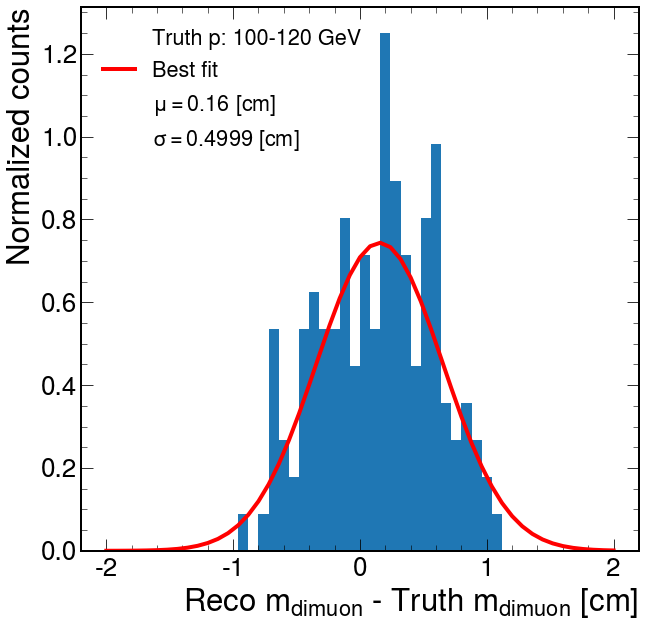 Normalized counts
Truth p: 100-120 GeV
Best fit
μ = 0.16 [cm]
σ = 0.4999 [cm]
1.2
1.0
0.8
0.6
0.4
0.2
0.0
-2 -1 0 1 2
Reco m_dimuon - Truth m_dimuon [cm]